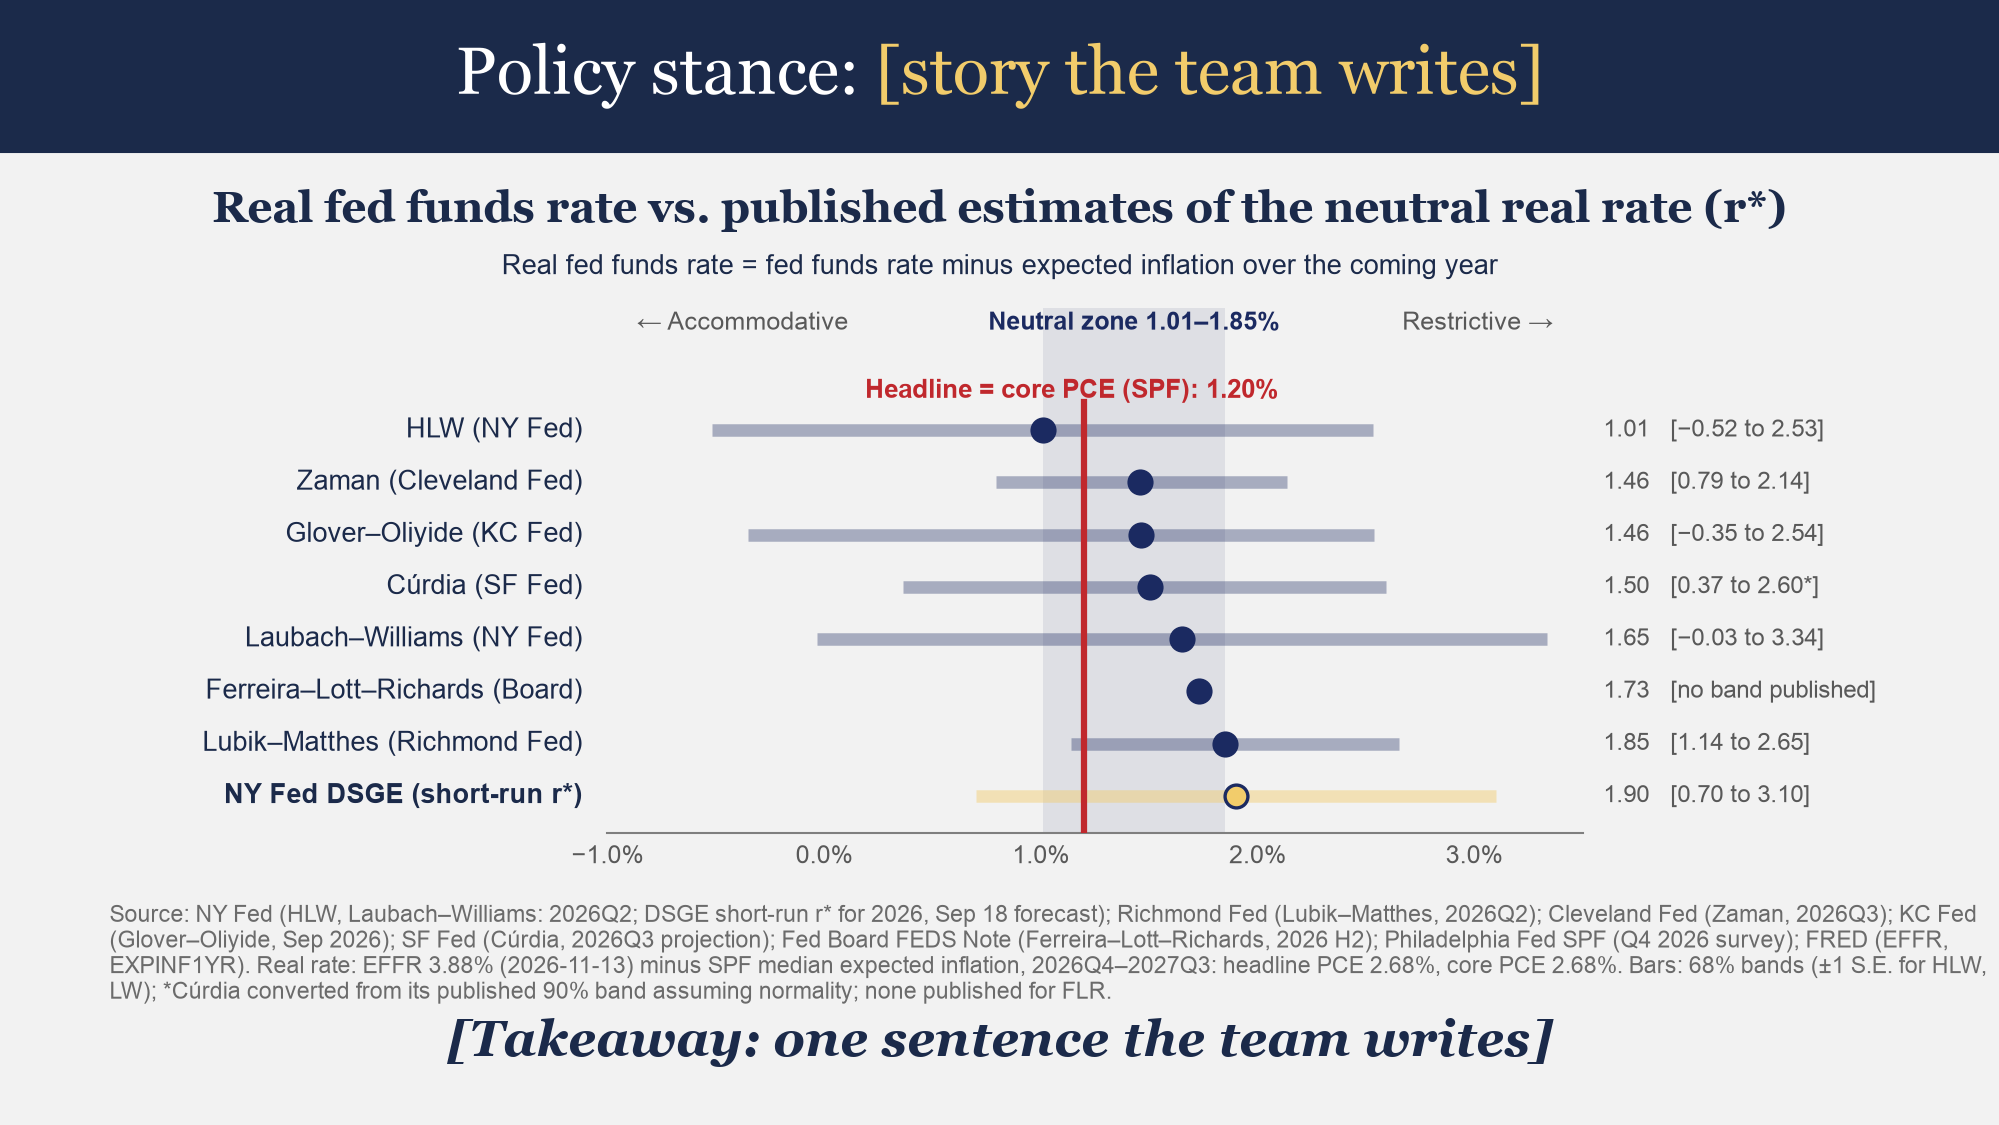 Policy stance: [story the team writes]
Real fed funds rate vs. published estimates of the neutral real rate (r*)
Real fed funds rate = fed funds rate minus expected inflation over the coming year
← Accommodative
Neutral zone 1.01–1.85%
Restrictive →
Headline = core PCE (SPF): 1.20%
HLW (NY Fed) 1.01 [−0.52 to 2.53]
Zaman (Cleveland Fed) 1.46 [0.79 to 2.14]
Glover–Oliyide (KC Fed) 1.46 [−0.35 to 2.54]
Cúrdia (SF Fed) 1.50 [0.37 to 2.60*]
Laubach–Williams (NY Fed) 1.65 [−0.03 to 3.34]
Ferreira–Lott–Richards (Board) 1.73 [no band published]
Lubik–Matthes (Richmond Fed) 1.85 [1.14 to 2.65]
NY Fed DSGE (short-run r*) 1.90 [0.70 to 3.10]
−1.0% 0.0% 1.0% 2.0% 3.0%
Source: NY Fed (HLW, Laubach–Williams: 2026Q2; DSGE short-run r* for 2026, Sep 18 forecast); Richmond Fed (Lubik–Matthes, 2026Q2); Cleveland Fed (Zaman, 2026Q3); KC Fed
(Glover–Oliyide, Sep 2026); SF Fed (Cúrdia, 2026Q3 projection); Fed Board FEDS Note (Ferreira–Lott–Richards, 2026 H2); Philadelphia Fed SPF (Q4 2026 survey); FRED (EFFR,
EXPINF1YR). Real rate: EFFR 3.88% (2026-11-13) minus SPF median expected inflation, 2026Q4–2027Q3: headline PCE 2.68%, core PCE 2.68%. Bars: 68% bands (±1 S.E. for HLW,
LW); *Cúrdia converted from its published 90% band assuming normality; none published for FLR.
[Takeaway: one sentence the team writes]